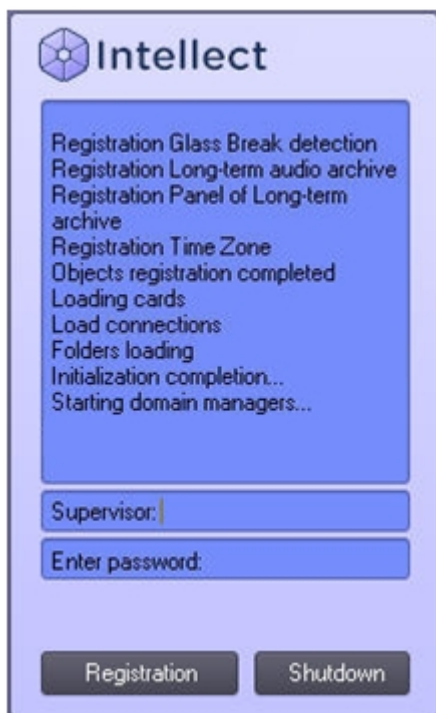 Intellect
Registration Glass Break detection
Registration Long-term audio archive
Registration Panel of Long-term
archive
Registration Time Zone
Objects registration completed
Loading cards
Load connections
Folders loading
Initialization completion...
Starting domain managers...
Supervisor:
Enter password:
Registration
Shutdown